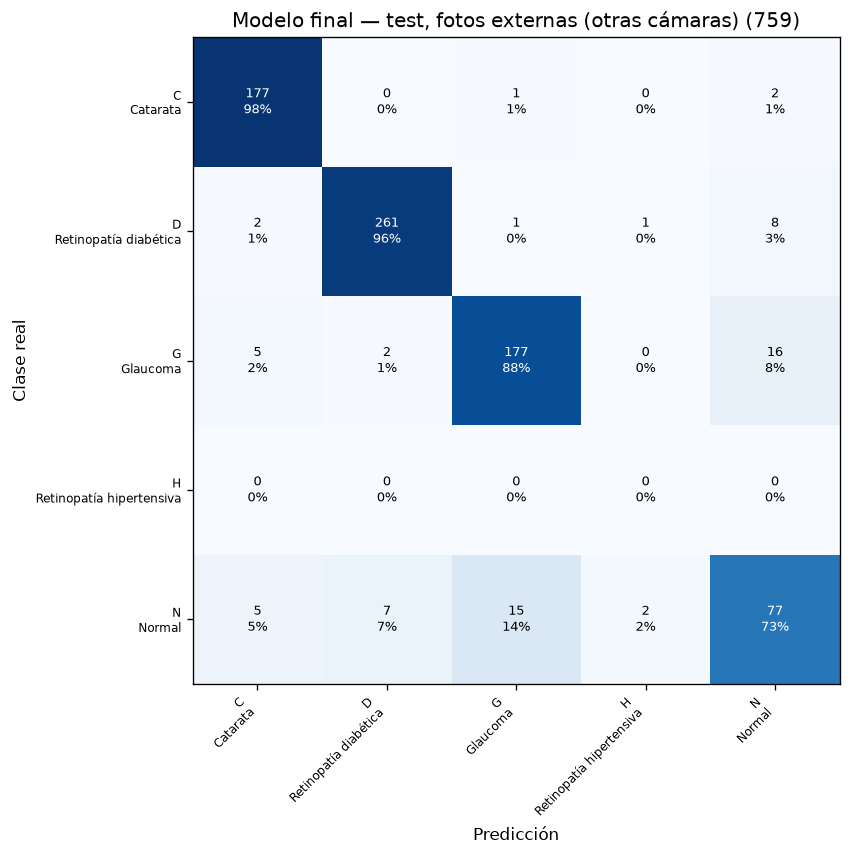 Modelo final — test, fotos externas (otras cámaras) (759)
C
Catarata
177
98%
0
0%
1
1%
0
0%
2
1%
D
Retinopatía diabética
2
1%
261
96%
1
0%
1
0%
8
3%
Clase real
G
Glaucoma
5
2%
2
1%
177
88%
0
0%
16
8%
H
Retinopatía hipertensiva
0
0%
0
0%
0
0%
0
0%
0
0%
N
Normal
5
5%
7
7%
15
14%
2
2%
77
73%
C
Catarata
D
Retinopatía diabética
G
Glaucoma
H
Retinopatía hipertensiva
N
Normal
Predicción